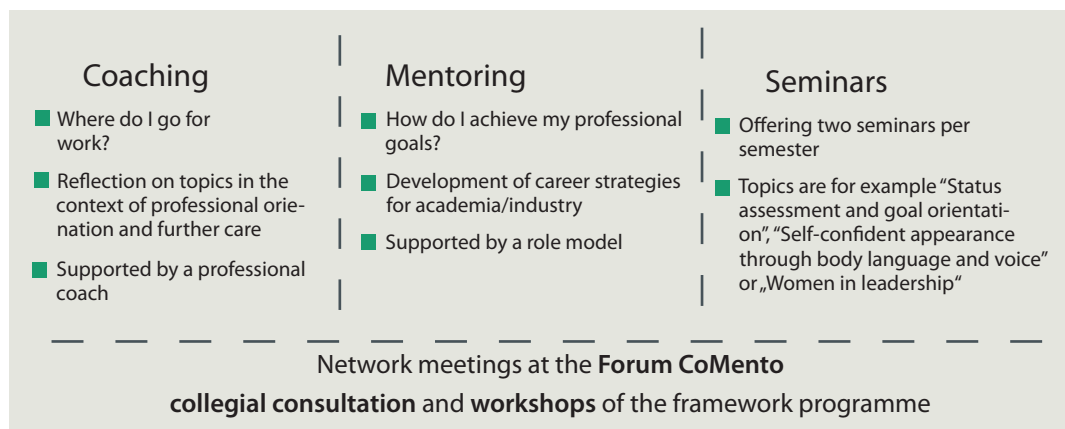 Coaching
Where do I go for
work?
Reflection on topics in the
context of professional orie-
nation and further care
Supported by a professional
coach
Mentoring
How do I achieve my professional
goals?
Development of career strategies
for academia/industry
Supported by a role model
Seminars
Offering two seminars per
semester
Topics are for example “Status
assessment and goal orientati-
on”, “Self-confident appearance
through body language and voice”
or „Women in leadership“
Network meetings at the Forum CoMento
collegial consultation and workshops of the framework programme